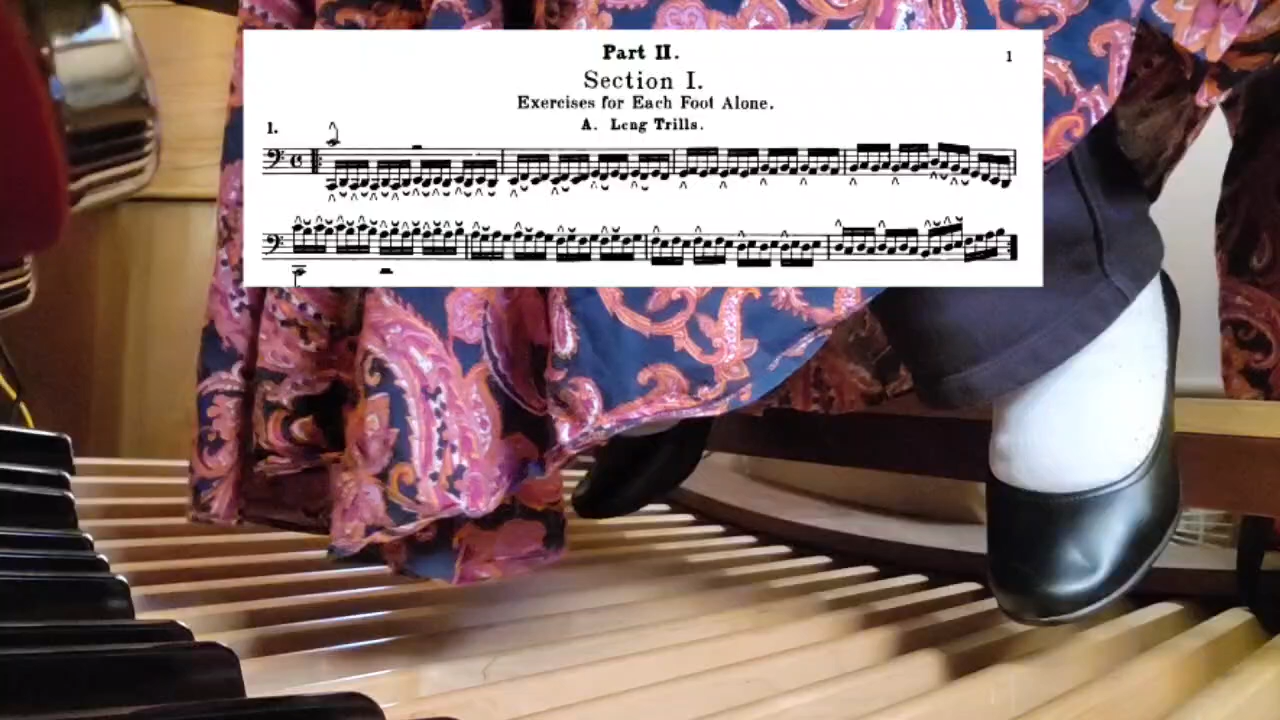 Part II.
1
Section I.
Exercises for Each Foot Alone.
A. Long Trills.
1.